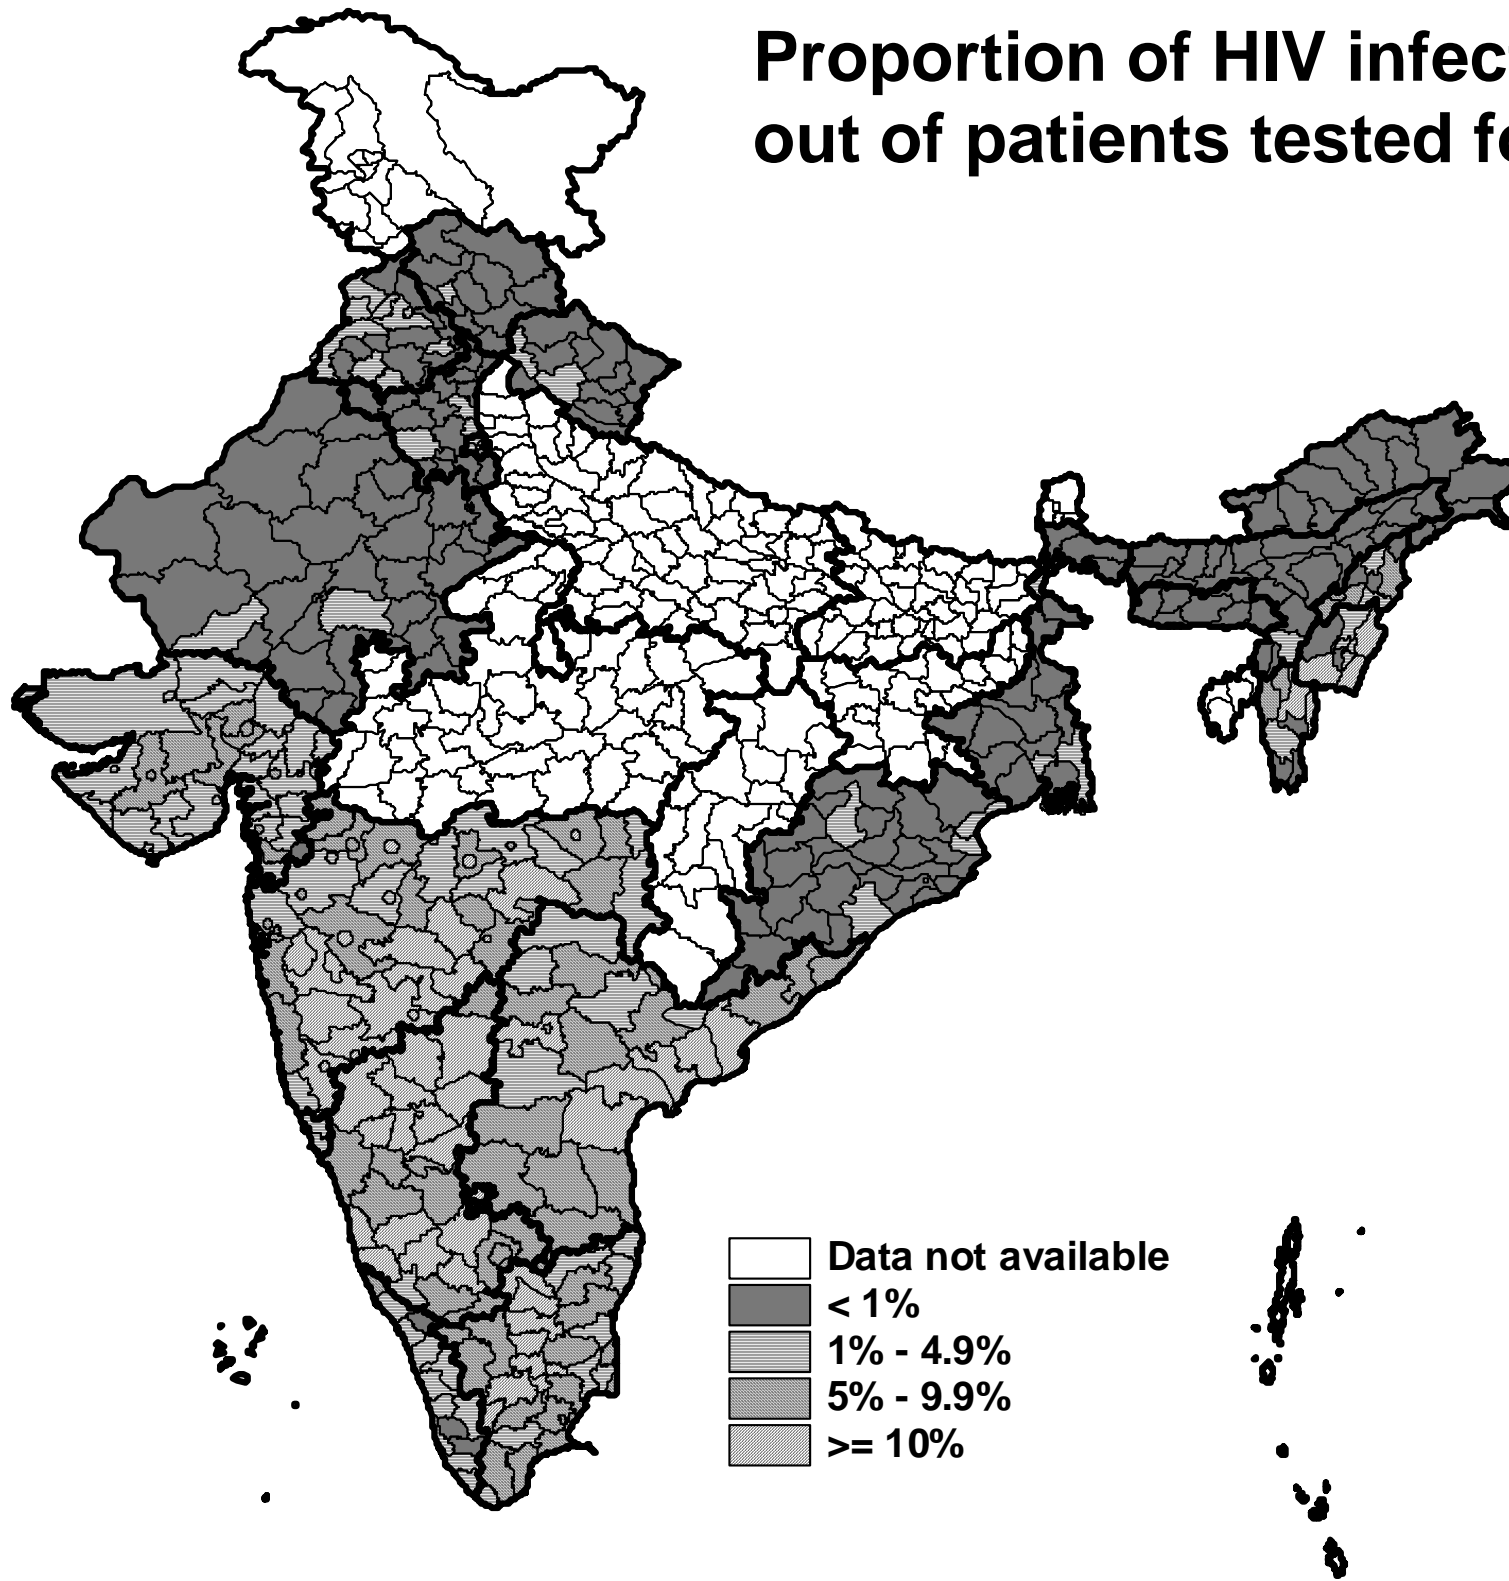 Proportion of HIV infec
out of patients tested fo
Data not available
< 1%
1% - 4.9%
5% - 9.9%
>= 10%